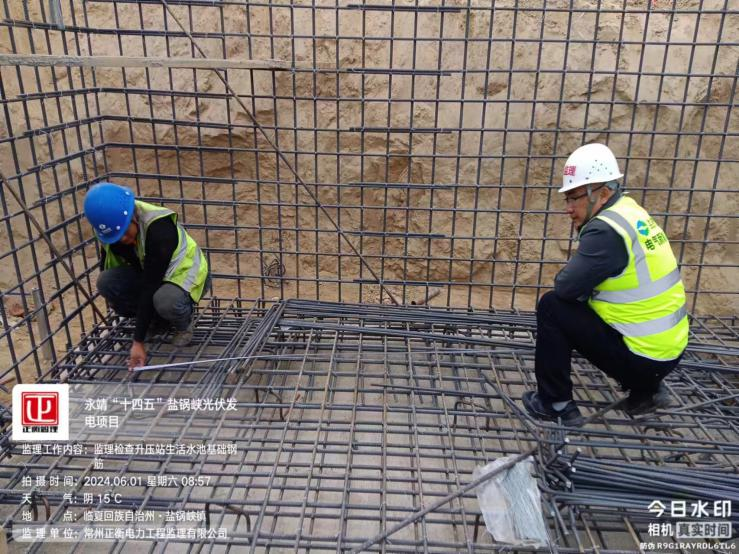 监理
正衡管理
永靖“十四五”盐锅峡光伏发
电项目
监理工作内容：监理检查升压站生活水池基础钢
筋
拍 摄 时 间：2024.06.01 星期六 08:57
天　　气：阴 15℃
地　　点：临夏回族自治州·盐锅峡镇
监 理 单 位：常州正衡电力工程监理有限公司
今日水印
相机 真实时间
防伪 R9G1RAYRDL6TL6